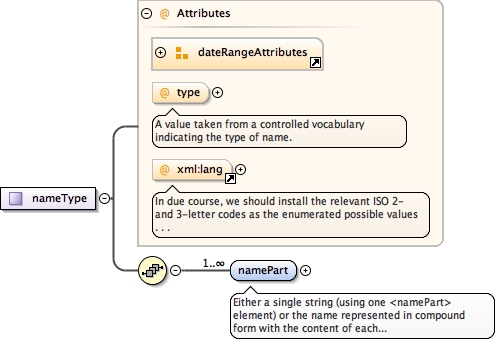 @ Attributes
dateRangeAttributes
@ type
A value taken from a controlled vocabulary
indicating the type of name.
@ xml:lang
In due course, we should install the relevant ISO 2-
and 3-letter codes as the enumerated possible values
. . .
nameType
1..∞
namePart
Either a single string (using one <namePart>
element) or the name represented in compound
form with the content of each...